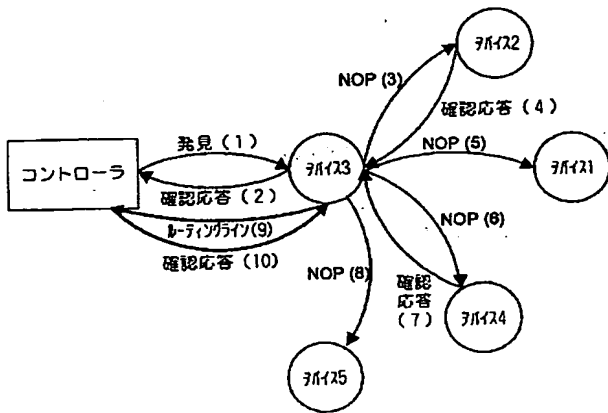 デバイス2
NOP (3)
確認応答（4）
発見（1）
NOP (5)
コントローラ
デバイス3
デバイス1
確認応答（2）
ルーティングライン(9)
NOP (6)
確認応答（10）
NOP (8)
確認
応答
（7）
デバイス4
デバイス5